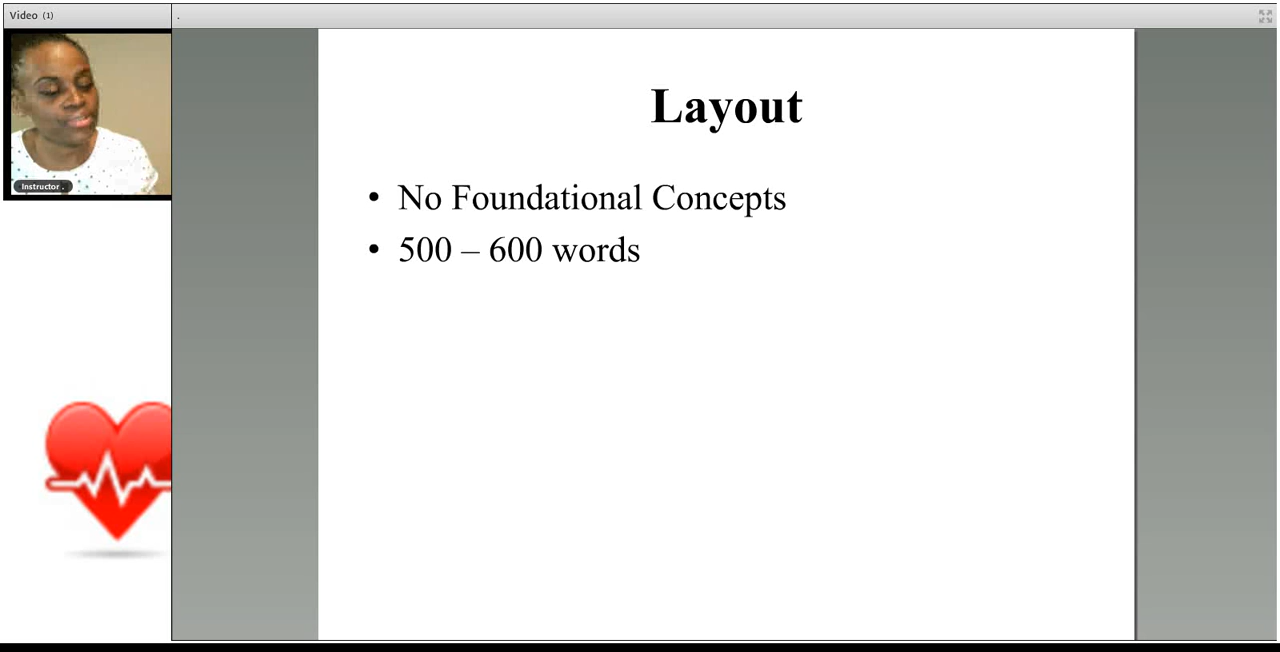 Video (1)
.
Instructor .
Layout
• No Foundational Concepts
• 500 – 600 words